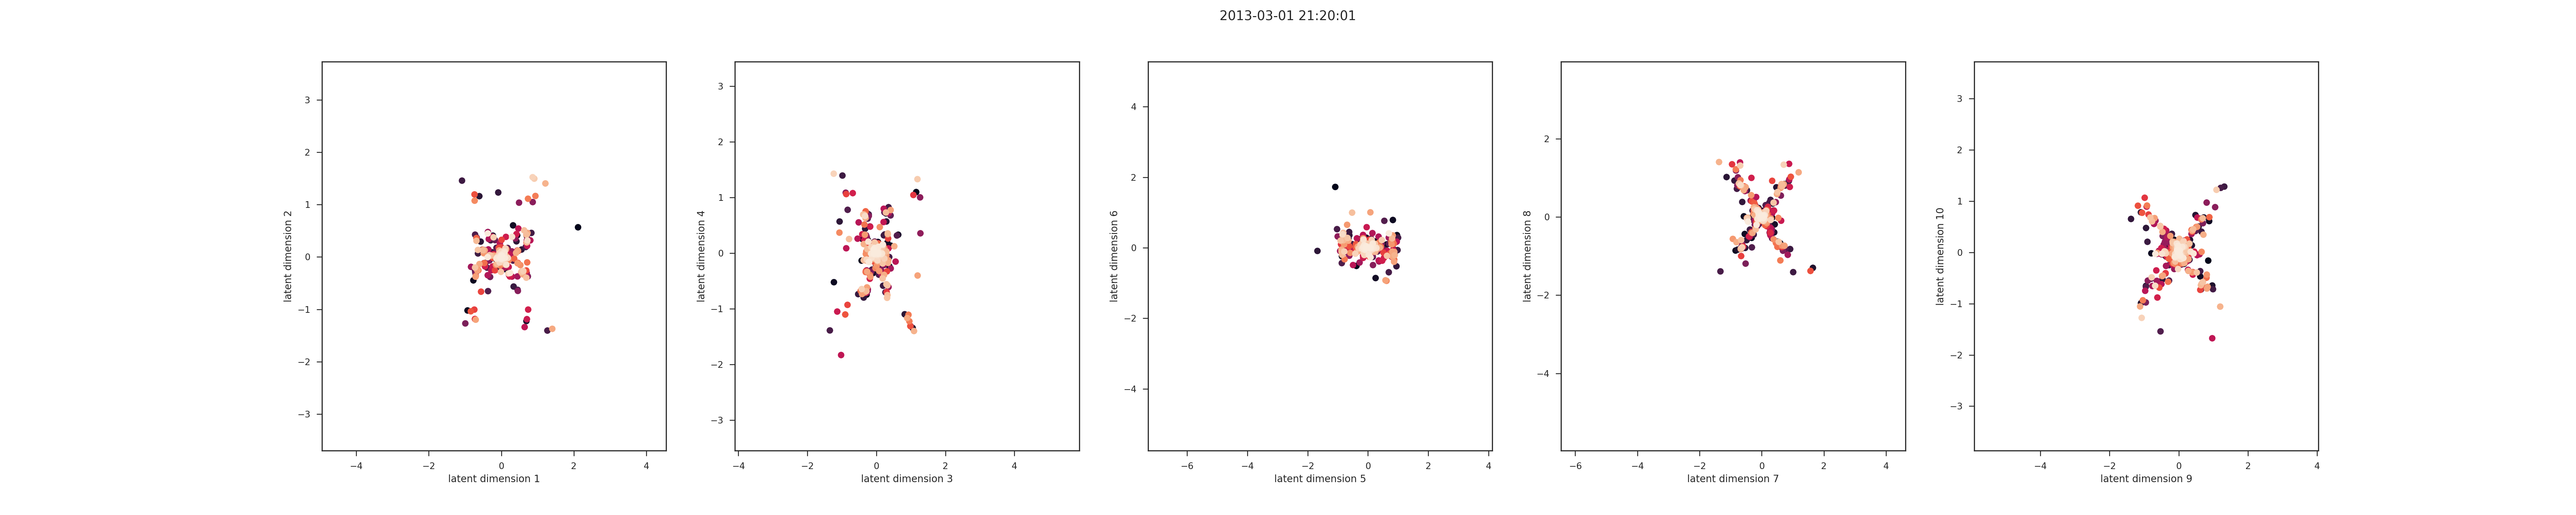 2013-03-01 21:20:01
latent dimension 2
3
2
1
0
−1
−2
−3
−4 −2 0 2 4
latent dimension 1
latent dimension 4
3
2
1
0
−1
−2
−3
−4 −2 0 2 4
latent dimension 3
latent dimension 6
4
2
0
−2
−4
−6 −4 −2 0 2 4
latent dimension 5
latent dimension 8
2
0
−2
−4
−6 −4 −2 0 2 4
latent dimension 7
latent dimension 10
3
2
1
0
−1
−2
−3
−4 −2 0 2 4
latent dimension 9